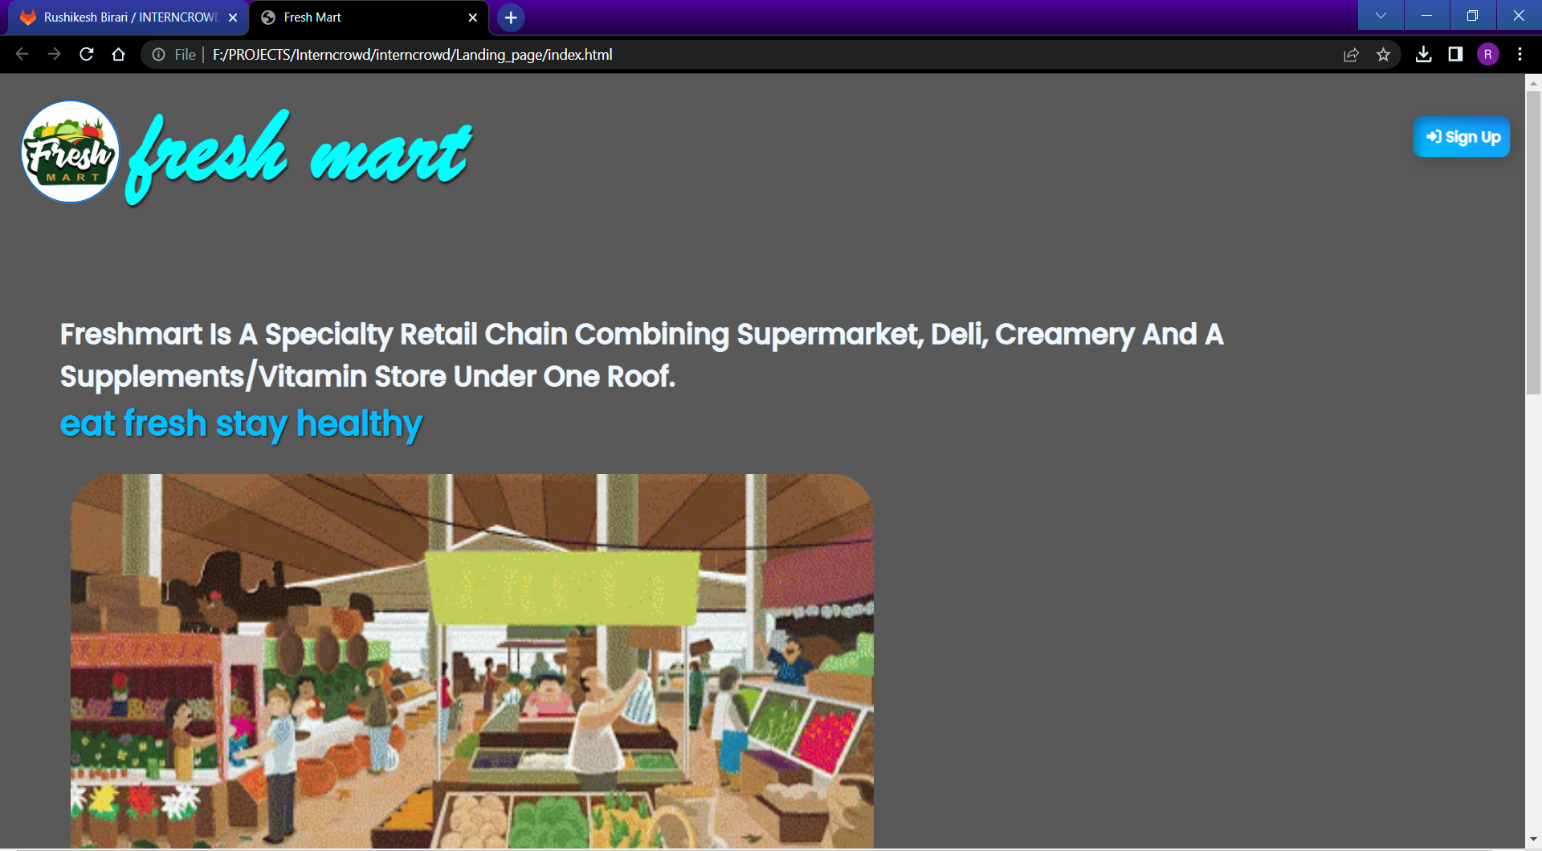 Rushikesh Birari / INTERNCROWD
Fresh Mart
File
F:/PROJECTS/Interncrowd/interncrowd/Landing_page/index.html
R
Fresh
MART
fresh mart
Sign Up
Freshmart Is A Specialty Retail Chain Combining Supermarket, Deli, Creamery And A
Supplements/Vitamin Store Under One Roof.
eat fresh stay healthy